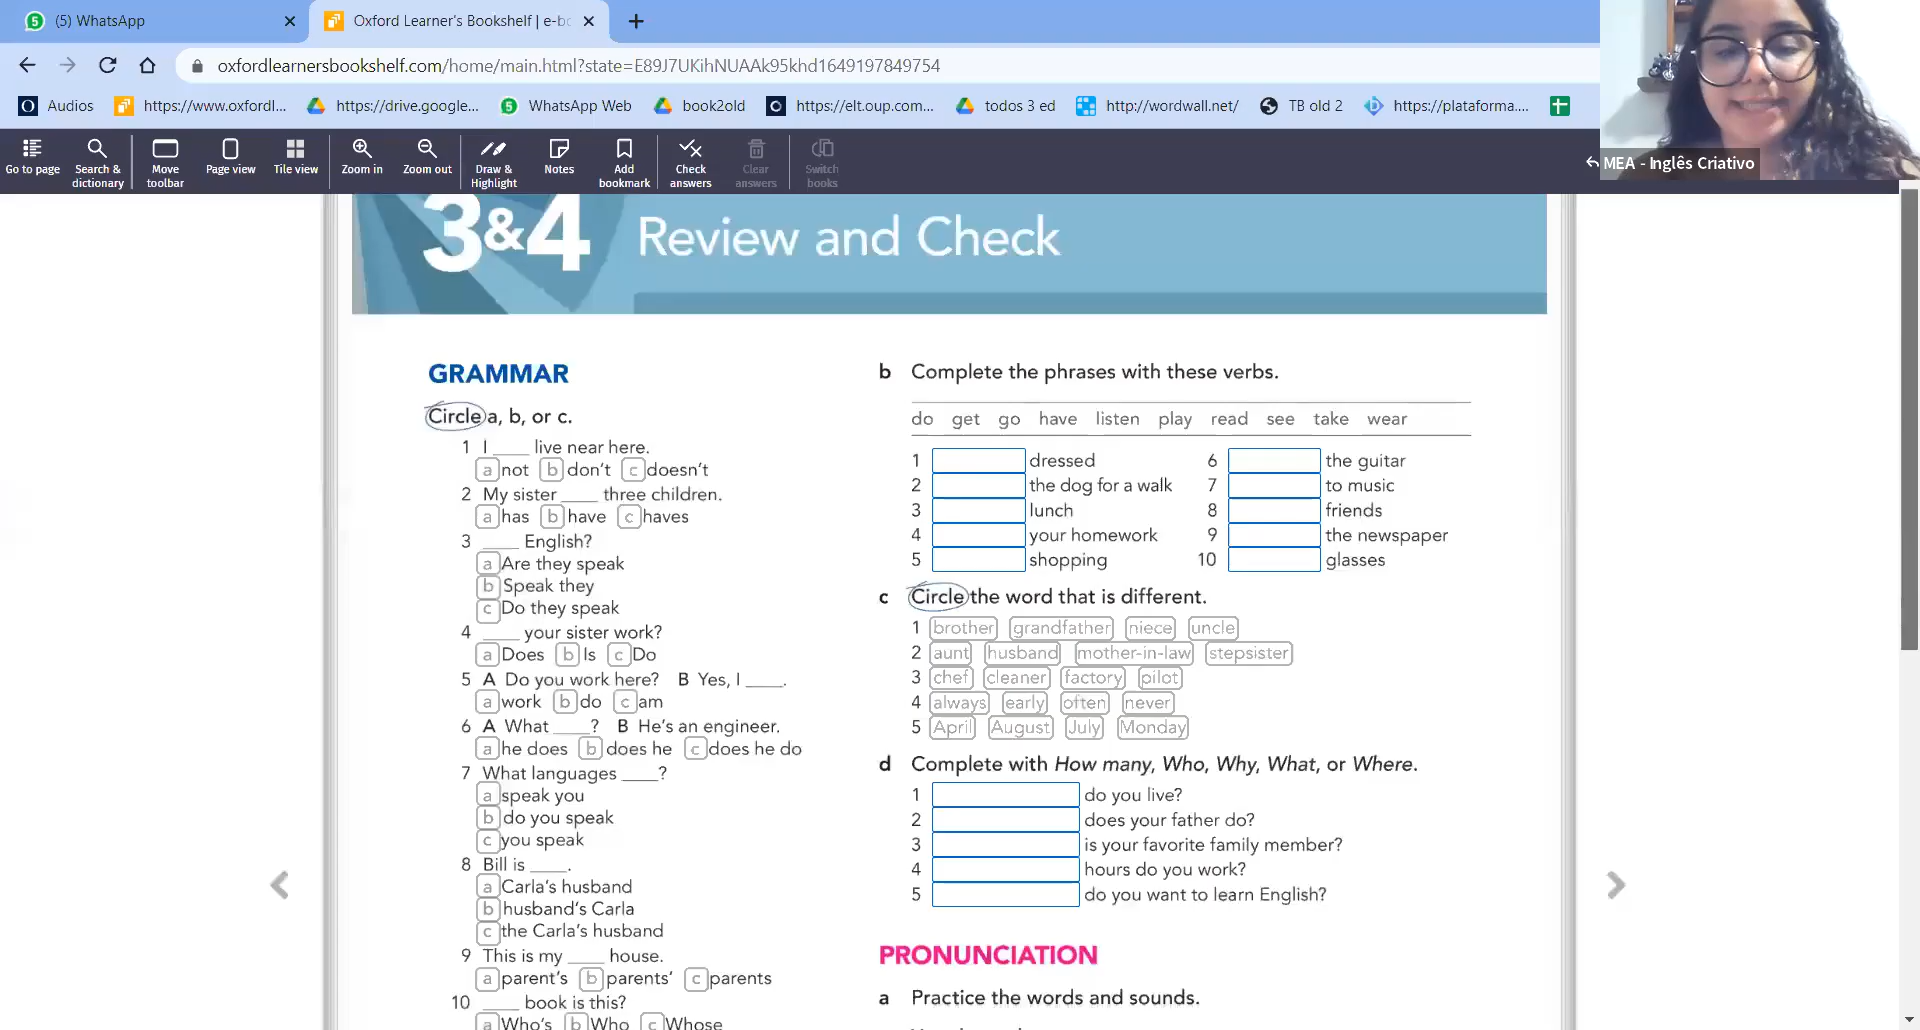 (5) WhatsApp
Oxford Learner's Bookshelf | e-bo
oxfordlearnersbookshelf.com/home/main.html?state=E89J7UKihNUAAk95khd1649197849754
Audios https://www.oxfordl... https://drive.google... WhatsApp Web book2old https://elt.oup.com... todos 3 ed http://wordwall.net/ TB old 2 https://plataforma....
Go to page
Search & dictionary
Move toolbar
Page view
Tile view
Zoom in
Zoom out
Draw & Highlight
Notes
Add bookmark
Check answers
Clear answers
Switch books
MEA - Inglês Criativo
3&4 Review and Check
GRAMMAR
Circle a, b, or c.
1 I ____ live near here.
a not b don't c doesn't
2 My sister ____ three children.
a has b have c haves
3 ____ English?
a Are they speak
b Speak they
c Do they speak
4 ____ your sister work?
a Does b Is c Do
5 A Do you work here? B Yes, I ____.
a work b do c am
6 A What ____? B He's an engineer.
a he does b does he c does he do
7 What languages ____?
a speak you
b do you speak
c you speak
8 Bill is ____.
a Carla's husband
b husband's Carla
c the Carla's husband
9 This is my ____ house.
a parent's b parents' c parents
10 ____ book is this?
a Who's b Who c Whose
b Complete the phrases with these verbs.
do get go have listen play read see take wear
1 dressed
2 the dog for a walk
3 lunch
4 your homework
5 shopping
6 the guitar
7 to music
8 friends
9 the newspaper
10 glasses
c Circle the word that is different.
1 brother grandfather niece uncle
2 aunt husband mother-in-law stepsister
3 chef cleaner factory pilot
4 always early often never
5 April August July Monday
d Complete with How many, Who, Why, What, or Where.
1 do you live?
2 does your father do?
3 is your favorite family member?
4 hours do you work?
5 do you want to learn English?
PRONUNCIATION
a Practice the words and sounds.